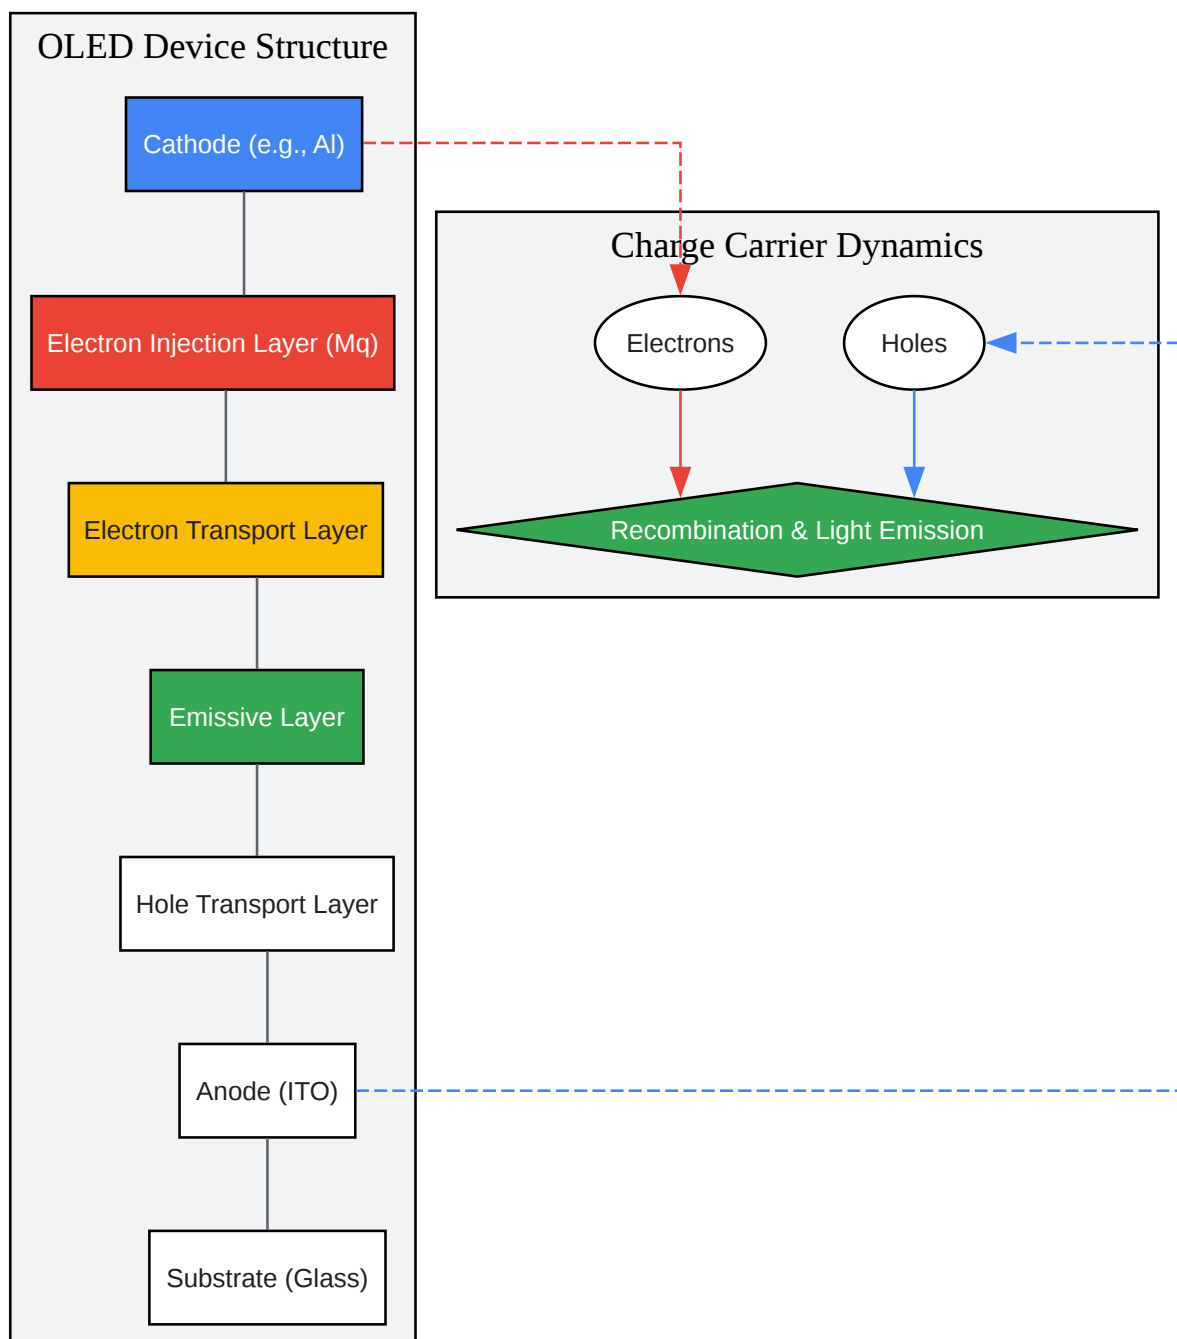 OLED Device Structure
Cathode (e.g., Al)
Electron Injection Layer (Mq)
Electron Transport Layer
Emissive Layer
Hole Transport Layer
Anode (ITO)
Substrate (Glass)
Charge Carrier Dynamics
Electrons
Holes
Recombination & Light Emission